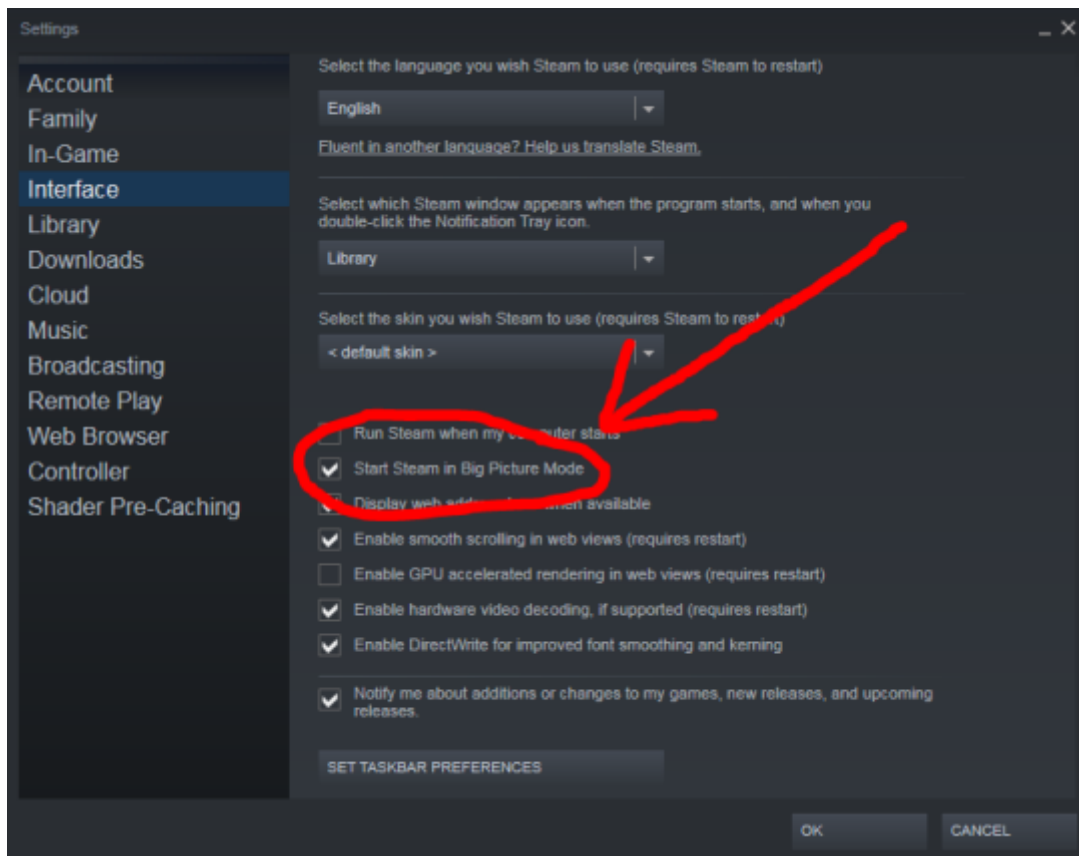 Settings
Account
Family
In-Game
Interface
Library
Downloads
Cloud
Music
Broadcasting
Remote Play
Web Browser
Controller
Shader Pre-Caching
Select the language you wish Steam to use (requires Steam to restart)
English
Fluent in another language? Help us translate Steam.
Select which Steam window appears when the program starts, and when you
double-click the Notification Tray icon.
Library
Select the skin you wish Steam to use (requires Steam to restart)
< default skin >
Run Steam when my computer starts
Start Steam in Big Picture Mode
Display web when available
Enable smooth scrolling in web views (requires restart)
Enable GPU accelerated rendering in web views (requires restart)
Enable hardware video decoding, if supported (requires restart)
Enable DirectWrite for improved font smoothing and kerning
Notify me about additions or changes to my games, new releases, and upcoming
releases.
SET TASKBAR PREFERENCES
OK
CANCEL